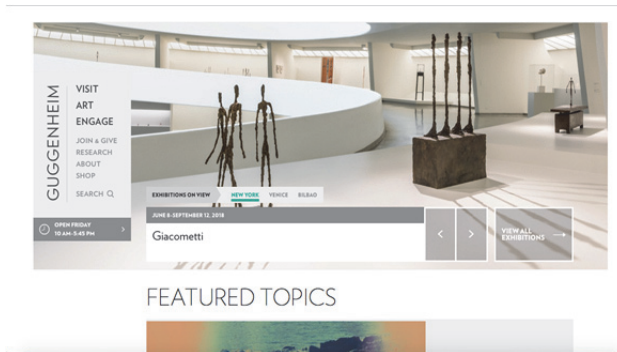 GUGGENHEIM
VISIT
ART
ENGAGE
JOIN & GIVE
RESEARCH
ABOUT
SHOP
SEARCH
OPEN FRIDAY
10 AM-5.45 PM
EXHIBITIONS ON VIEW
NEW YORK
VENICE
BILBAO
JUNE 8-SEPTEMBER 12, 2018
Giacometti
VIEW ALL
EXHIBITIONS
FEATURED TOPICS